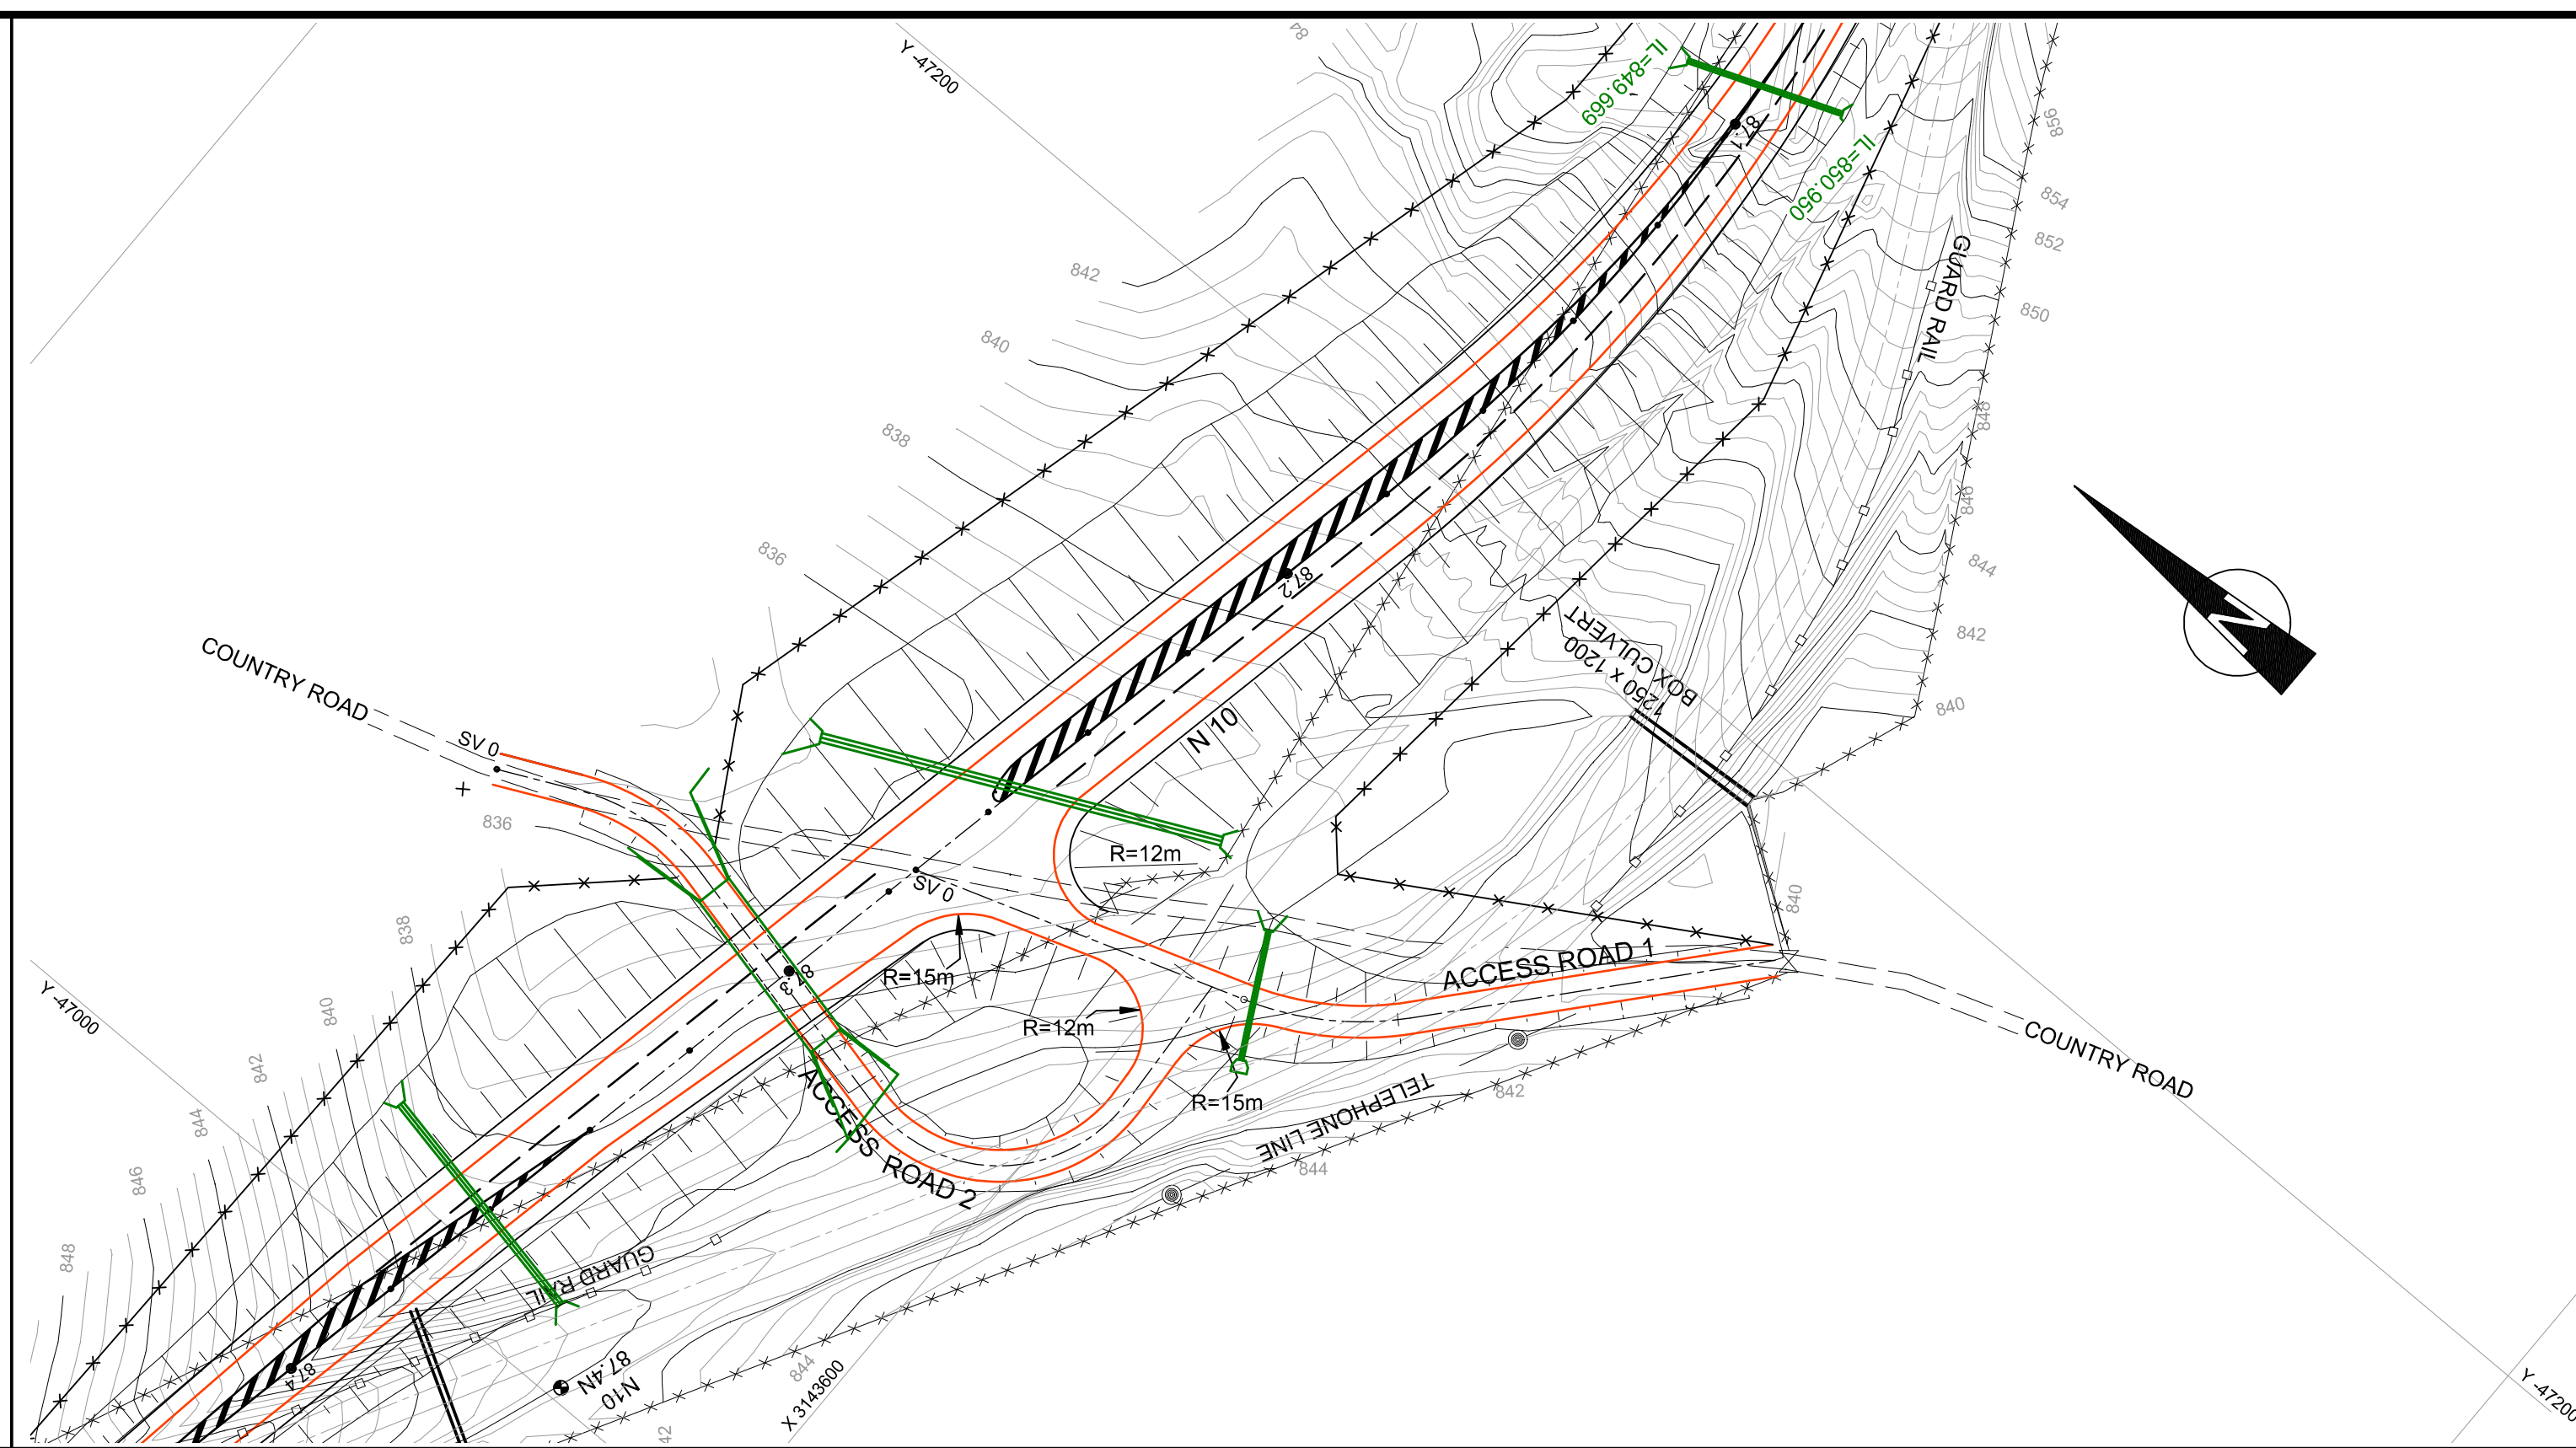 84
Y -47200
IL=849.669
87.1
IL=850.950
856
854
852
850
GUARD RAIL
842
840
838
836
848
846
844
842
840
87.2
1250 x 1200
BOX CULVERT
N
COUNTRY ROAD
SV 0
N 10
836
R=12m
SV 0
838
R=15m
87.3
840
ACCESS ROAD 1
840
Y -47000
R=12m
COUNTRY ROAD
842
ACCESS ROAD 2
R=15m
TELEPHONE LINE
842
844
844
846
848
GUARD RAIL
87.4
N10
87.4N
844
X 3143600
42
Y -47200